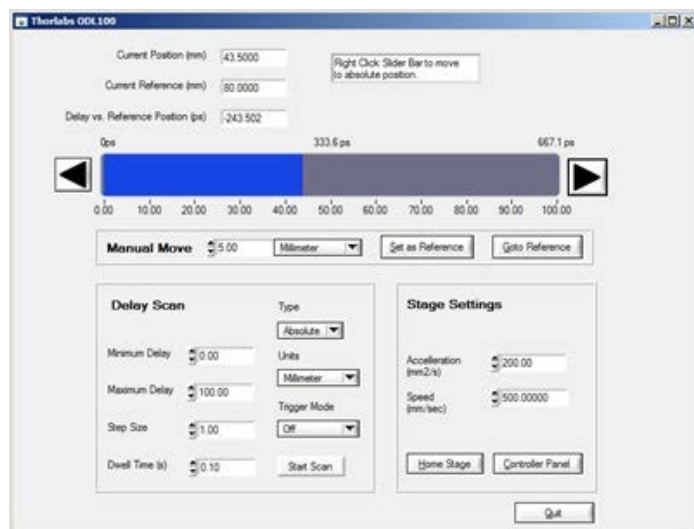 Thorlabs ODL100
Current Position (mm) 43.5000
Right Click Slider Bar to move
to absolute position.
Current Reference (mm) 80.0000
Delay vs. Reference Position (ps) -243.502
0ps 333.6 ps 667.1 ps
0.00 10.00 20.00 30.00 40.00 50.00 60.00 70.00 80.00 90.00 100.00
Manual Move 5.00 Millimeter Set as Reference Goto Reference
Delay Scan
Type
Absolute
Minimum Delay 0.00
Units
Millimeter
Maximum Delay 100.00
Trigger Mode
Step Size 1.00
Off
Dwell Time (s) 0.10
Start Scan
Stage Settings
Accelleration
(mm2/s)
200.00
Speed
(mm/sec)
500.00000
Home Stage Controller Panel
Quit